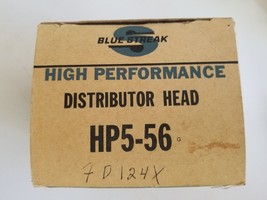 BLUE STREAK
HIGH PERFORMANCE
DISTRIBUTOR HEAD
HP5-56
7D124X